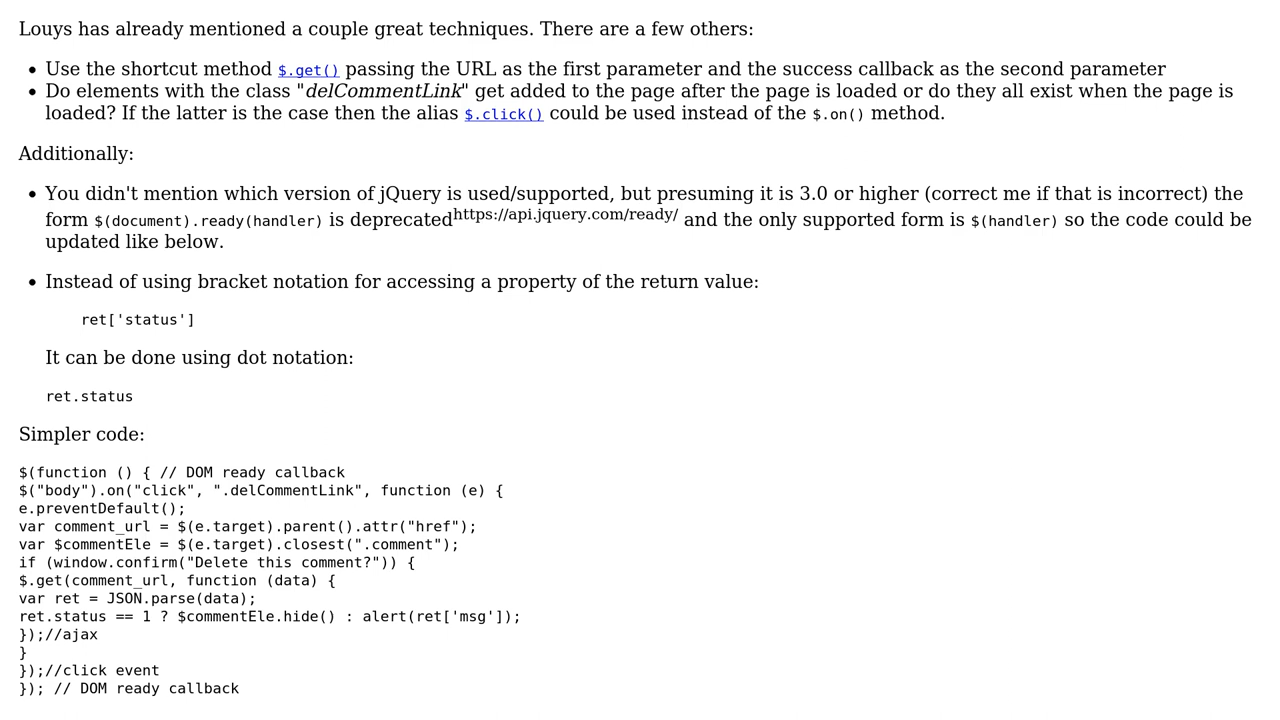 Louys has already mentioned a couple great techniques. There are a few others:
• Use the shortcut method $.get() passing the URL as the first parameter and the success callback as the second parameter
• Do elements with the class "delCommentLink" get added to the page after the page is loaded or do they all exist when the page is
loaded? If the latter is the case then the alias $.click() could be used instead of the $.on() method.
Additionally:
• You didn't mention which version of jQuery is used/supported, but presuming it is 3.0 or higher (correct me if that is incorrect) the
form $(document).ready(handler) is deprecatedhttps://api.jquery.com/ready/ and the only supported form is $(handler) so the code could be
updated like below.
• Instead of using bracket notation for accessing a property of the return value:
ret['status']
It can be done using dot notation:
ret.status
Simpler code:
$(function () { // DOM ready callback
$("body").on("click", ".delCommentLink", function (e) {
e.preventDefault();
var comment_url = $(e.target).parent().attr("href");
var $commentEle = $(e.target).closest(".comment");
if (window.confirm("Delete this comment?")) {
$.get(comment_url, function (data) {
var ret = JSON.parse(data);
ret.status == 1 ? $commentEle.hide() : alert(ret['msg']);
});//ajax
}
});//click event
}); // DOM ready callback